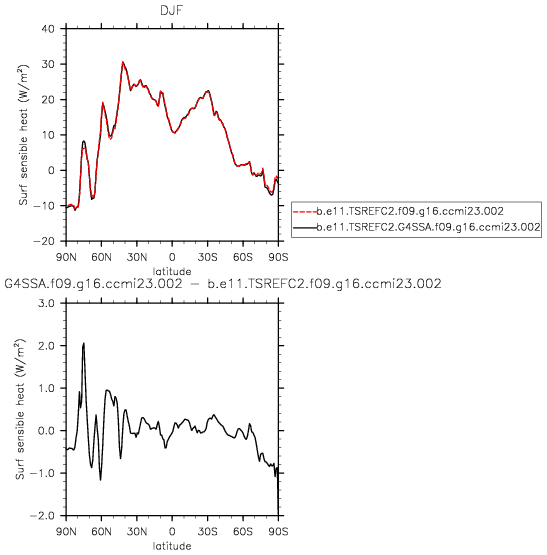 DJF
40
30
20
10
0
−10
−20
Surf sensible heat (W/m²)
90N 60N 30N 0 30S 60S 90S
latitude
b.e11.TSREFC2.f09.g16.ccmi23.002
b.e11.TSREFC2.G4SSA.f09.g16.ccmi23.002
G4SSA.f09.g16.ccmi23.002 − b.e11.TSREFC2.f09.g16.ccmi23.002
3.0
2.0
1.0
0.0
−1.0
−2.0
Surf sensible heat (W/m²)
90N 60N 30N 0 30S 60S 90S
latitude